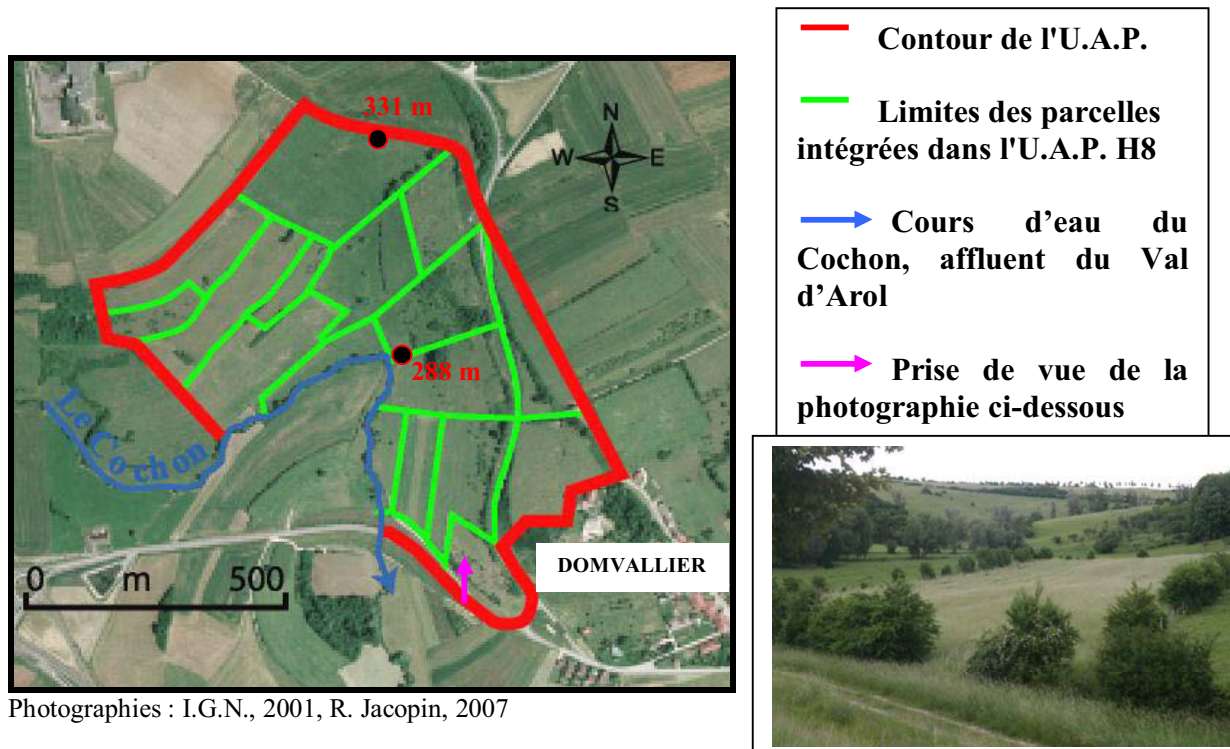 331 m
N
W E
S
288 m
Le Cochon
DOMVALLIER
0 m 500
Photographies : I.G.N., 2001, R. Jacopin, 2007
Contour de l'U.A.P.
Limites des parcelles
intégrées dans l'U.A.P. H8
Cours d’eau du
Cochon, affluent du Val
d’Arol
Prise de vue de la
photographie ci-dessous